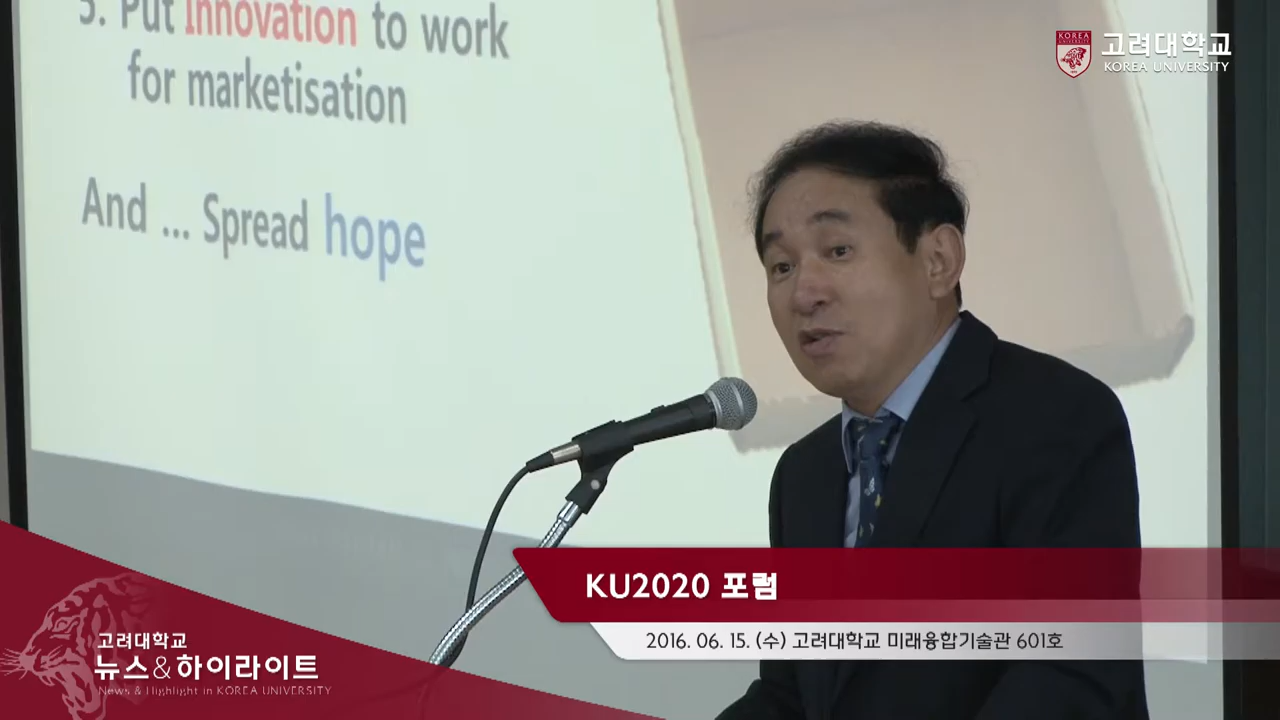 5. Put Innovation to work
for marketisation
And ... Spread hope
KOREA
고려대학교
KOREA UNIVERSITY
KU2020 포럼
2016. 06. 15. (수) 고려대학교 미래융합기술관 601호
고려대학교
뉴스&하이라이트
News & Highlight in KOREA UNIVERSITY